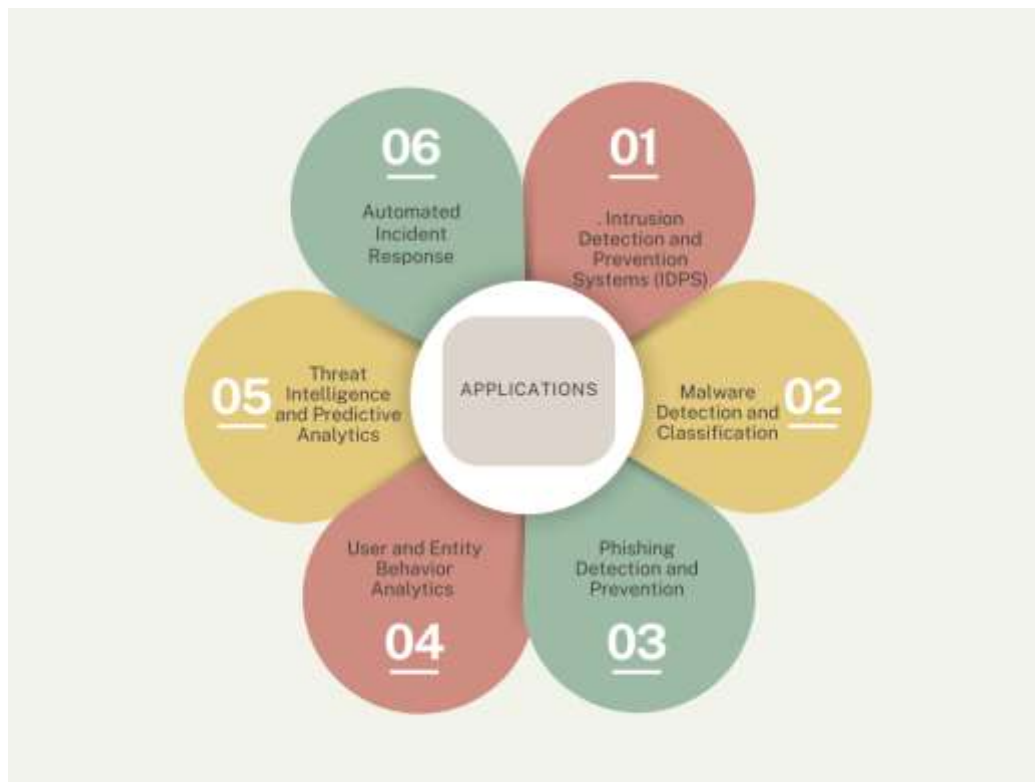 01
. Intrusion
Detection and
Prevention
Systems (IDPS)
02
Malware
Detection and
Classification
Phishing
Detection and
Prevention
03
User and Entity
Behavior
Analytics
04
05
Threat
Intelligence
and Predictive
Analytics
06
Automated
Incident
Response
APPLICATIONS